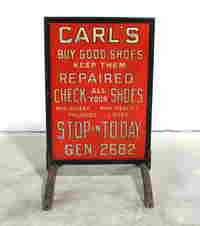 CARL'S
BUY GOOD SHOES
KEEP THEM
REPAIRED
CHECK ALL YOUR SHOES
STOP IN TODAY
GEN. 2682